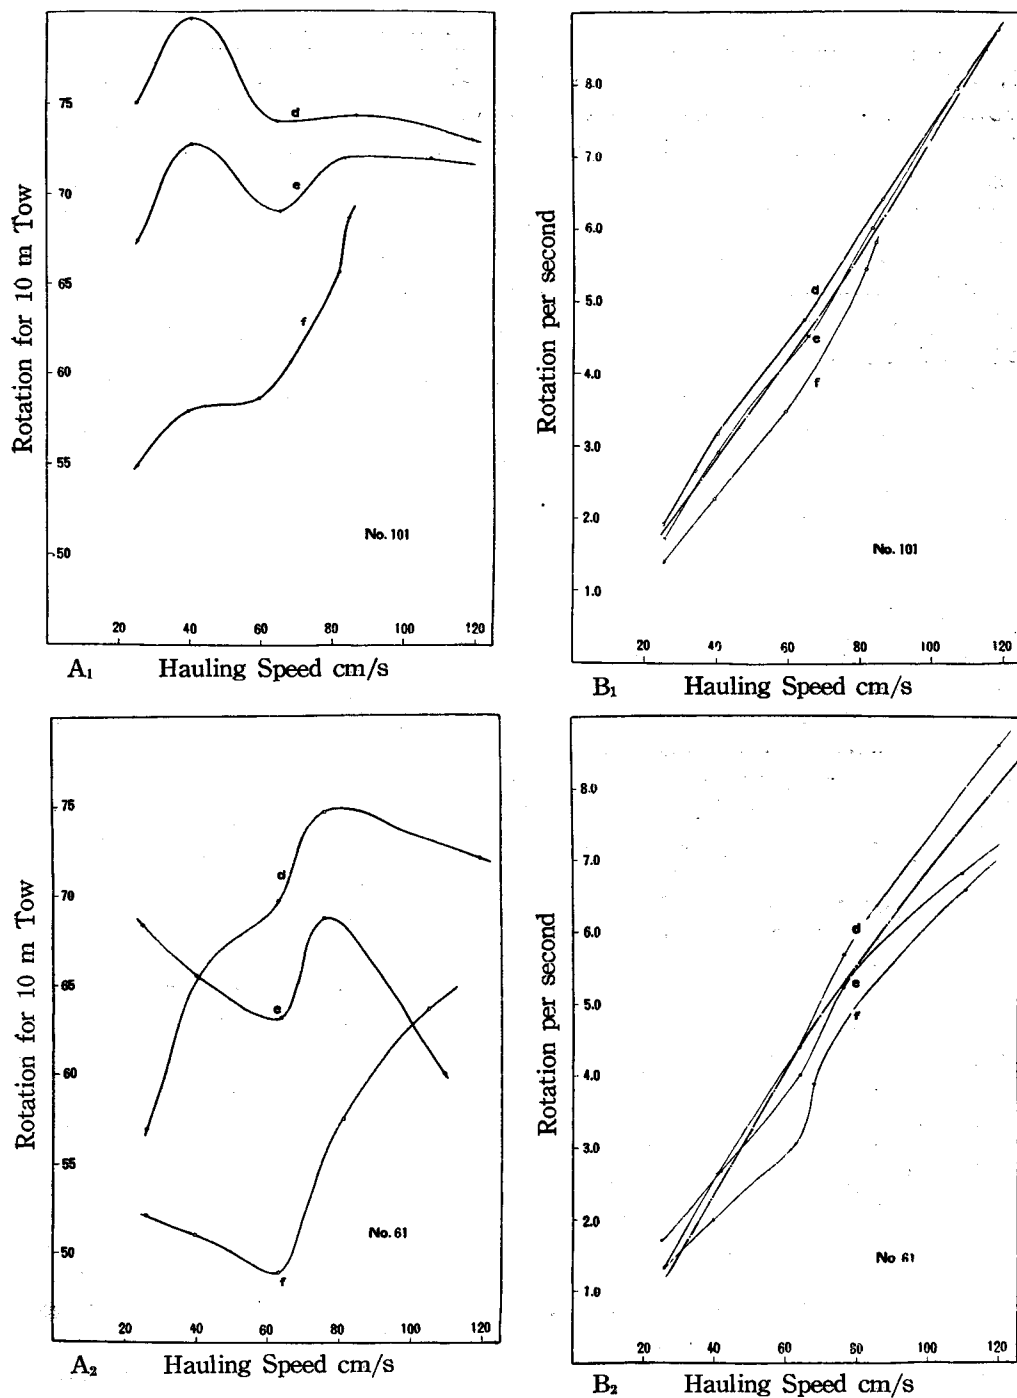 Rotation for 10 m Tow
75
70
65
60
55
50
d
e
f
No. 101
20 40 60 80 100 120
A1 Hauling Speed cm/s
Rotation per second
8.0
7.0
6.0
5.0
4.0
3.0
2.0
1.0
d
e
f
No. 101
20 40 60 80 100 120
B1 Hauling Speed cm/s
Rotation for 10 m Tow
75
70
65
60
55
50
d
e
f
No. 61
20 40 60 80 100 120
A2 Hauling Speed cm/s
Rotation per second
8.0
7.0
6.0
5.0
4.0
3.0
2.0
1.0
d
e
f
No 61
20 40 60 80 100 120
B2 Hauling Speed cm/s